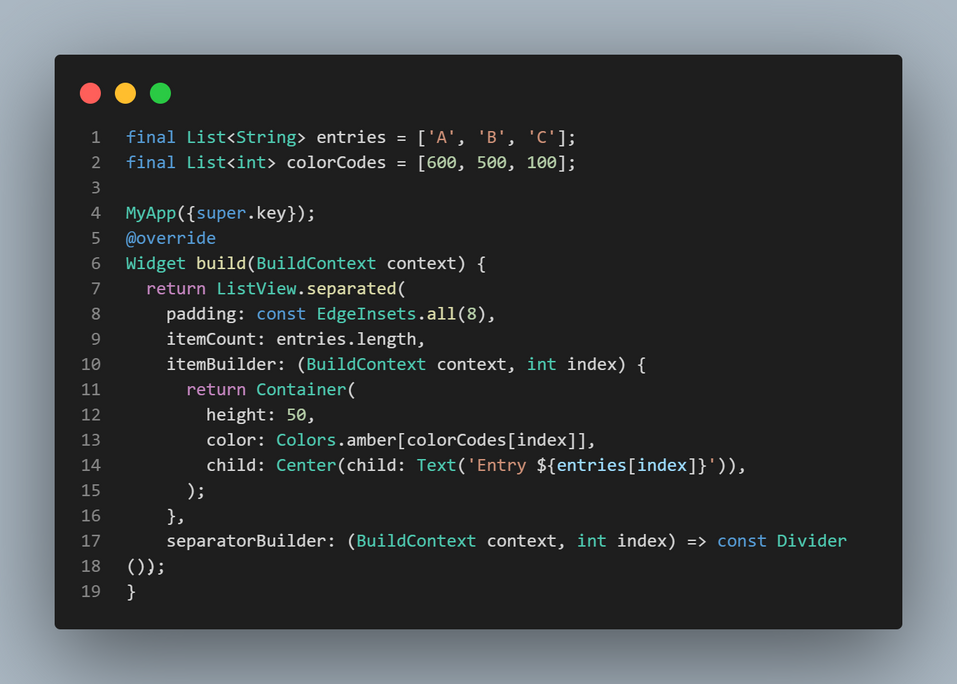 1 final List<String> entries = ['A', 'B', 'C'];
2 final List<int> colorCodes = [600, 500, 100];
3
4 MyApp({super.key});
5 @override
6 Widget build(BuildContext context) {
7   return ListView.separated(
8     padding: const EdgeInsets.all(8),
9     itemCount: entries.length,
10     itemBuilder: (BuildContext context, int index) {
11       return Container(
12         height: 50,
13         color: Colors.amber[colorCodes[index]],
14         child: Center(child: Text('Entry ${entries[index]}')),
15       );
16     },
17     separatorBuilder: (BuildContext context, int index) => const Divider
18 ());
19 }